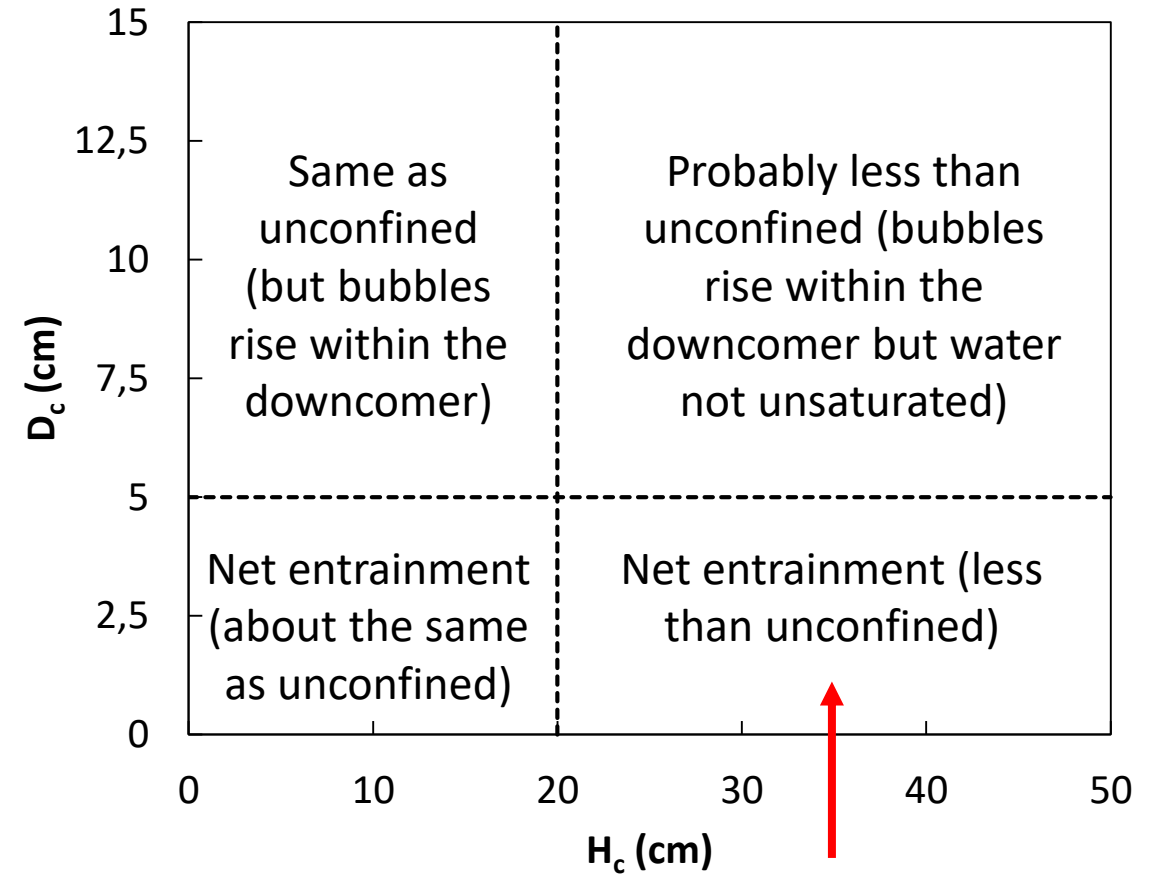 15
12,5
10
7,5
5
2,5
0
D_c (cm)
Same as
unconfined
(but bubbles
rise within the
downcomer)
Probably less than
unconfined (bubbles
rise within the
downcomer but water
not unsaturated)
Net entrainment
(about the same
as unconfined)
Net entrainment (less
than unconfined)
0 10 20 30 40 50
H_c (cm)